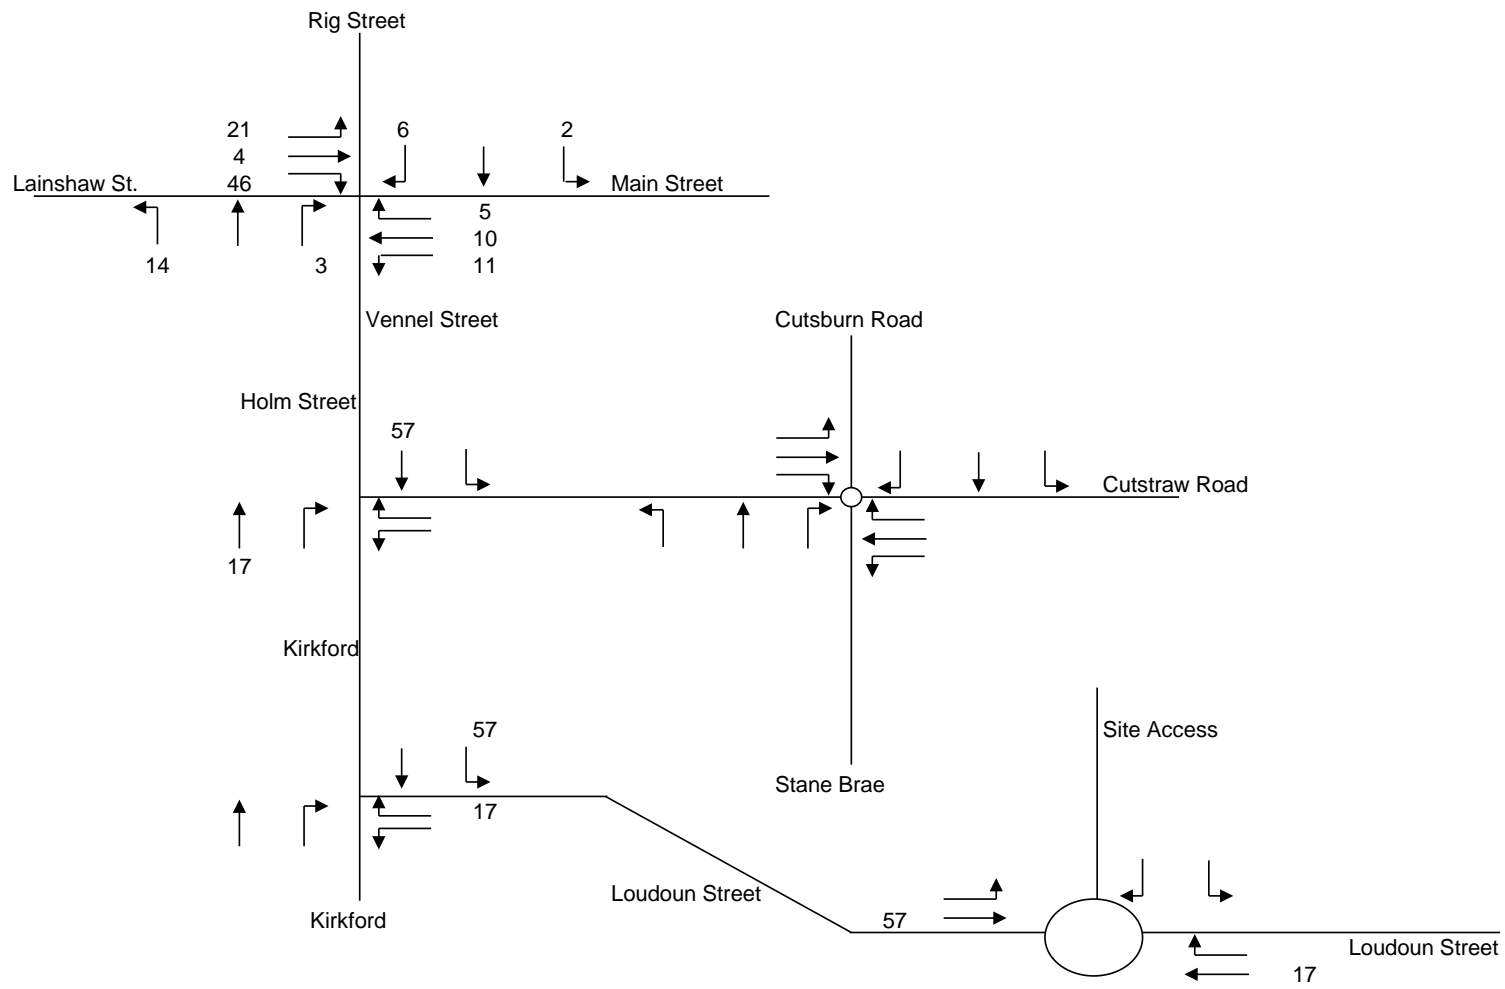 Rig Street
21
6
2
4
Lainshaw St.
46
Main Street
5
10
14
3
11
Vennel Street
Cutsburn Road
Holm Street
57
Cutstraw Road
17
Kirkford
57
Site Access
Stane Brae
17
Loudoun Street
Kirkford
57
Loudoun Street
17